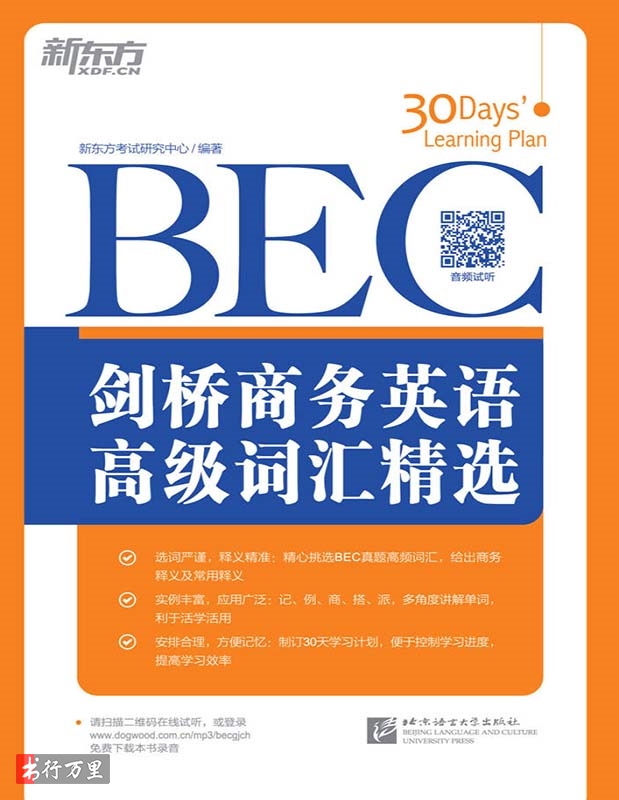 新东方
XDF.CN
30Days'
Learning Plan
新东方考试研究中心 / 编著
BEC
音频试听
剑桥商务英语
高级词汇精选
选词严谨，释义精准：精心挑选BEC真题高频词汇，给出商务
释义及常用释义
实例丰富，应用广泛：记、例、商、搭、派，多角度讲解单词，
利于活学活用
安排合理，方便记忆：制订30天学习计划，便于控制学习进度，
提高学习效率
请扫描二维码在线试听，或登录
www.dogwood.com.cn/mp3/becgjch
免费下载本书录音
北京语言大学出版社
BEIJING LANGUAGE AND CULTURE
UNIVERSITY PRESS
书行万里